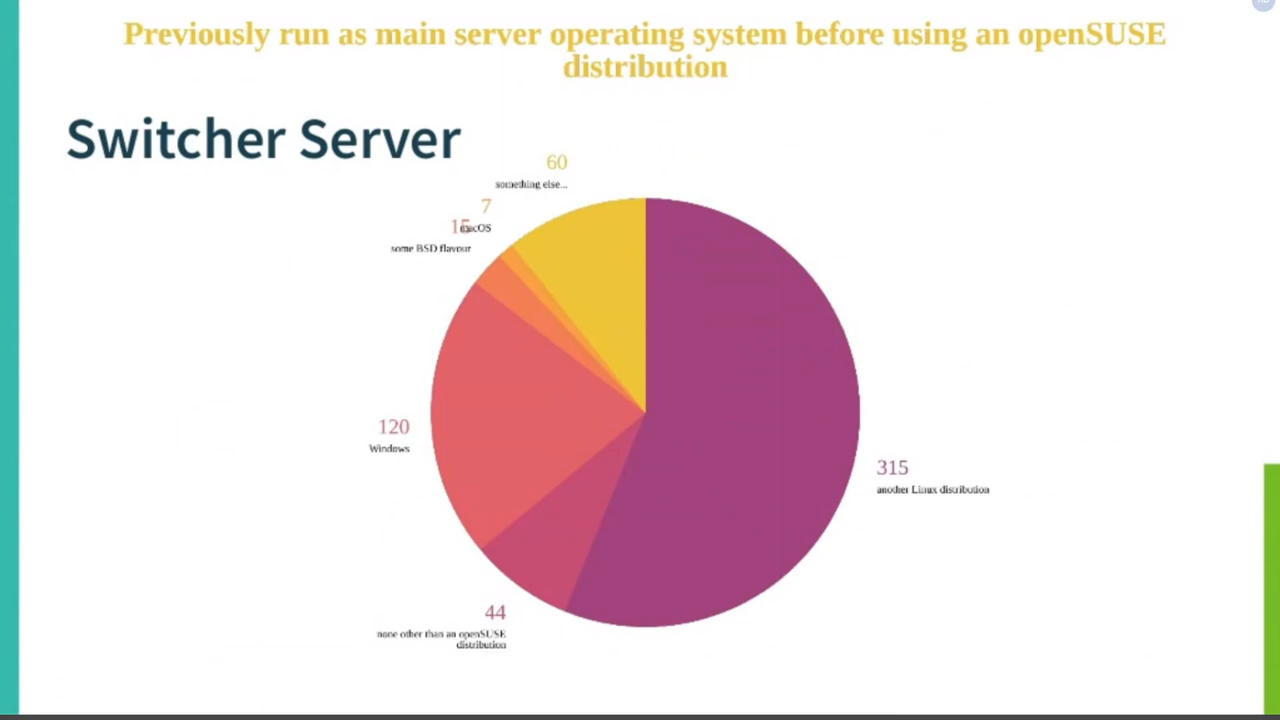 Previously run as main server operating system before using an openSUSE
distribution
Switcher Server
60
something else...
7
macOS
15
some BSD flavour
120
Windows
315
another Linux distribution
44
none other than an openSUSE
distribution